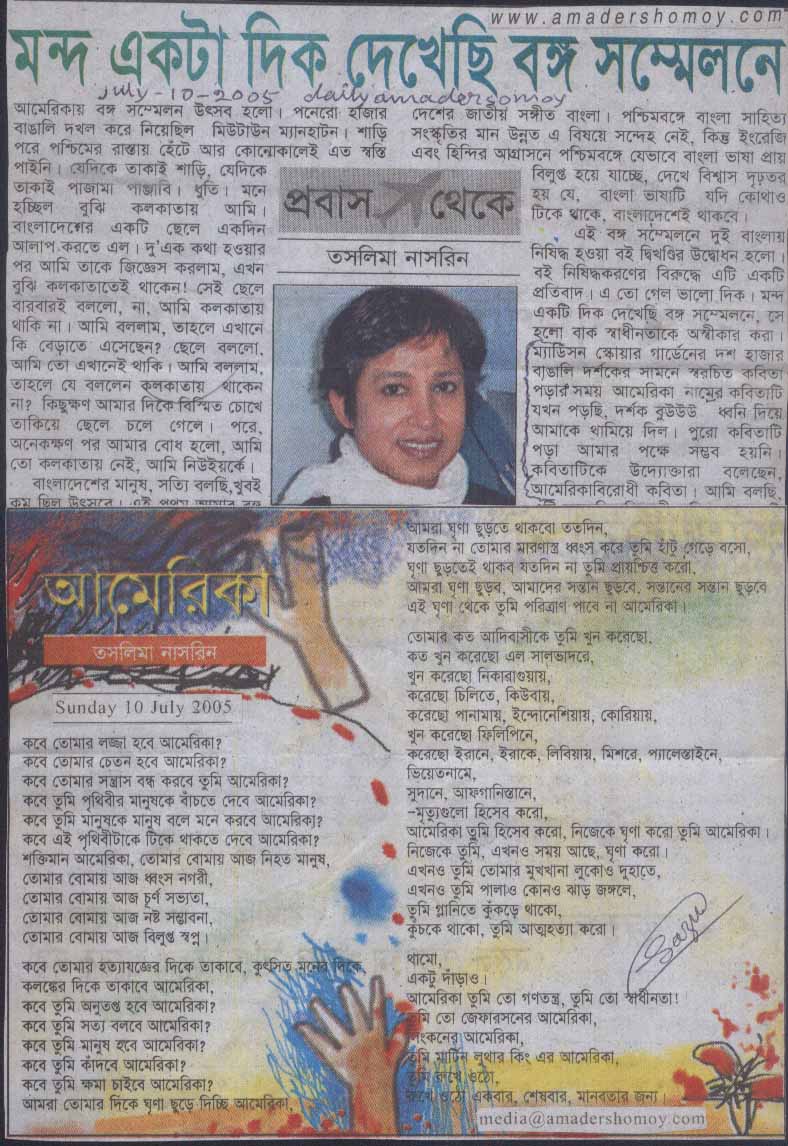 www.amadershomoy.com
মন্দ একটা দিক দেখেছি বঙ্গ সম্মেলনে
july-10-2005 dailyamadersomoy
আমেরিকায় বঙ্গ সম্মেলন উৎসব হলো। পনেরো হাজার
বাঙালি দখল করে নিয়েছিল মিউটাউন ম্যানহাটন। শাড়ি
পরে পশ্চিমের রাস্তায় হেঁটে আর কোনোকালেই এত স্বস্তি
পাইনি। যেদিকে তাকাই শাড়ি, যেদিকে
তাকাই পাজামা পাঞ্জাবি। ধুতি। মনে
হচ্ছিল বুঝি কলকাতায় আমি।
বাংলাদেশের একটি ছেলে একদিন
আলাপ করতে এল। দু'এক কথা হওয়ার
পর আমি তাকে জিজ্ঞেস করলাম, এখন
বুঝি কলকাতাতেই থাকেন! সেই ছেলে
বারবারই বললো, না, আমি কলকাতায়
থাকি না। আমি বললাম, তাহলে এখানে
কি বেড়াতে এসেছেন? ছেলে বললো,
আমি তো এখানেই থাকি। আমি বললাম,
তাহলে যে বললেন কলকাতায় থাকেন
না? কিছুক্ষণ আমার দিকে বিস্মিত চোখে
তাকিয়ে ছেলে চলে গেলে। পরে,
অনেকক্ষণ পর আমার বোধ হলো, আমি
তো কলকাতায় নেই, আমি নিউইয়র্কে।
বাংলাদেশের মানুষ, সত্যি বলছি, খুবই
কম ছিল উৎসবে। এই প্রথম আমার বঙ্গ
প্রবাস থেকে
তসলিমা নাসরিন
দেশের জাতীয় সঙ্গীত বাংলা। পশ্চিমবঙ্গে বাংলা সাহিত্য
সংস্কৃতির মান উন্নত এ বিষয়ে সন্দেহ নেই, কিন্তু ইংরেজি
এবং হিন্দির আগ্রাসনে পশ্চিমবঙ্গে যেভাবে বাংলা ভাষা প্রায়
বিলুপ্ত হয়ে যাচ্ছে, দেখে বিশ্বাস দৃঢ়তর
হয় যে, বাংলা ভাষাটি যদি কোথাও
টিকে থাকে, বাংলাদেশেই থাকবে।
এই বঙ্গ সম্মেলনে দুই বাংলায়
নিষিদ্ধ হওয়া বই দ্বিখণ্ডিত উদ্বোধন হলো।
বই নিষিদ্ধকরণের বিরুদ্ধে এটি একটি
প্রতিবাদ। এ তো গেল ভালো দিক। মন্দ
একটি দিক দেখেছি বঙ্গ সম্মেলনে, সে
হলো বাক স্বাধীনতাকে অস্বীকার করা।
ম্যাডিসন স্কোয়ার গার্ডেনের দশ হাজার
বাঙালি দর্শকের সামনে স্বরচিত কবিতা
পড়ার সময় আমেরিকা নামের কবিতাটি
যখন পড়ছি, দর্শক বুউউউ ধ্বনি দিয়ে
আমাকে থামিয়ে দিল। পুরো কবিতাটি
পড়া আমার পক্ষে সম্ভব হয়নি।
কবিতাটিকে উদ্যোক্তারা বলেছেন,
আমেরিকাবিরোধী কবিতা। আমি বলছি,
আমেরিকা
তসলিমা নাসরিন
Sunday 10 July 2005
কবে তোমার লজ্জা হবে আমেরিকা?
কবে তোমার চেতন হবে আমেরিকা?
কবে তোমার সন্ত্রাস বন্ধ করবে তুমি আমেরিকা?
কবে তুমি পৃথিবীর মানুষকে বাঁচতে দেবে আমেরিকা?
কবে তুমি মানুষকে মানুষ বলে মনে করবে আমেরিকা?
কবে এই পৃথিবীটাকে টিকে থাকতে দেবে আমেরিকা?
শক্তিমান আমেরিকা, তোমার বোমায় আজ নিহত মানুষ,
তোমার বোমায় আজ ধ্বংস নগরী,
তোমার বোমায় আজ চূর্ণ সভ্যতা,
তোমার বোমায় আজ নষ্ট সম্ভাবনা,
তোমার বোমায় আজ বিলুপ্ত স্বপ্ন।
কবে তোমার হত্যাযজ্ঞের দিকে তাকাবে, কুৎসিত মনের দিকে,
কলঙ্কের দিকে তাকাবে আমেরিকা,
কবে তুমি অনুতপ্ত হবে আমেরিকা?
কবে তুমি সত্য বলবে আমেরিকা?
কবে তুমি মানুষ হবে আমেরিকা?
কবে তুমি কাঁদবে আমেরিকা?
কবে তুমি ক্ষমা চাইবে আমেরিকা?
আমরা তোমার দিকে ঘৃণা ছুড়ে দিচ্ছি আমেরিকা,
আমরা ঘৃণা ছুড়তে থাকবো ততদিন,
যতদিন না তোমার মারণাস্ত্র ধ্বংস করে তুমি হাঁটু গেড়ে বসো,
ঘৃণা ছুড়তেই থাকব যতদিন না তুমি প্রায়শ্চিত্ত করো,
আমরা ঘৃণা ছুড়ব, আমাদের সন্তান ছুড়বে, সন্তানের সন্তান ছুড়বে
এই ঘৃণা থেকে তুমি পরিত্রাণ পাবে না আমেরিকা।
তোমার কত আদিবাসীকে তুমি খুন করেছো,
কত খুন করেছো এল সালভাদরে,
খুন করেছো নিকারাগুয়ায়,
করেছো চিলিতে, কিউবায়,
করেছো পানামায়, ইন্দোনেশিয়ায়, কোরিয়ায়,
খুন করেছো ফিলিপিনে,
করেছো ইরানে, ইরাকে, লিবিয়ায়, মিশরে, প্যালেস্তাইনে,
ভিয়েতনামে,
সুদানে, আফগানিস্তানে,
-মৃত্যুগুলো হিসেব করো,
আমেরিকা তুমি হিসেব করো, নিজেকে ঘৃণা করো তুমি আমেরিকা।
নিজেকে তুমি, এখনও সময় আছে, ঘৃণা করো।
এখনও তুমি তোমার মুখখানা লুকোও দুহাতে,
এখনও তুমি পালাও কোনও ঝাড় জঙ্গলে,
তুমি গ্লানিতে কুঁকড়ে থাকো,
কুঁচকে থাকো, তুমি আত্মহত্যা করো।
থামো,
একটু দাঁড়াও।
আমেরিকা তুমি তো গণতন্ত্র, তুমি তো স্বাধীনতা!
তুমি তো জেফারসনের আমেরিকা,
লিংকনের আমেরিকা,
তুমি মার্টিন লুথার কিং এর আমেরিকা,
তুমি রুখে ওঠো,
রুখে ওঠো একবার, শেষবার, মানবতার জন্য।
media@amadershomoy.com